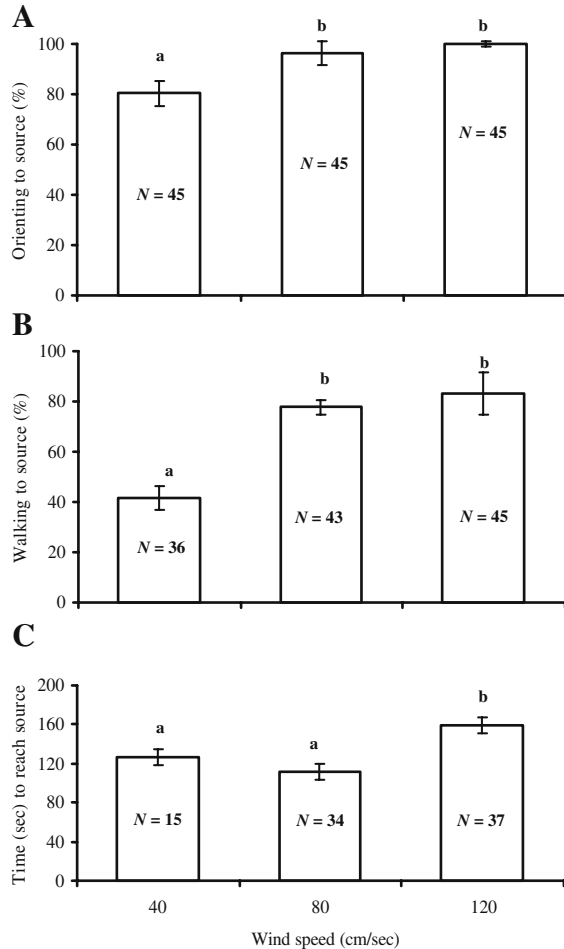 A
Orienting to source (%)
100
80
60
40
20
0
a
b
b
N = 45
N = 45
N = 45
B
Walking to source (%)
100
80
60
40
20
0
a
b
b
N = 36
N = 43
N = 45
C
Time (sec) to reach source
200
160
120
80
40
0
a
a
b
N = 15
N = 34
N = 37
40
80
120
Wind speed (cm/sec)